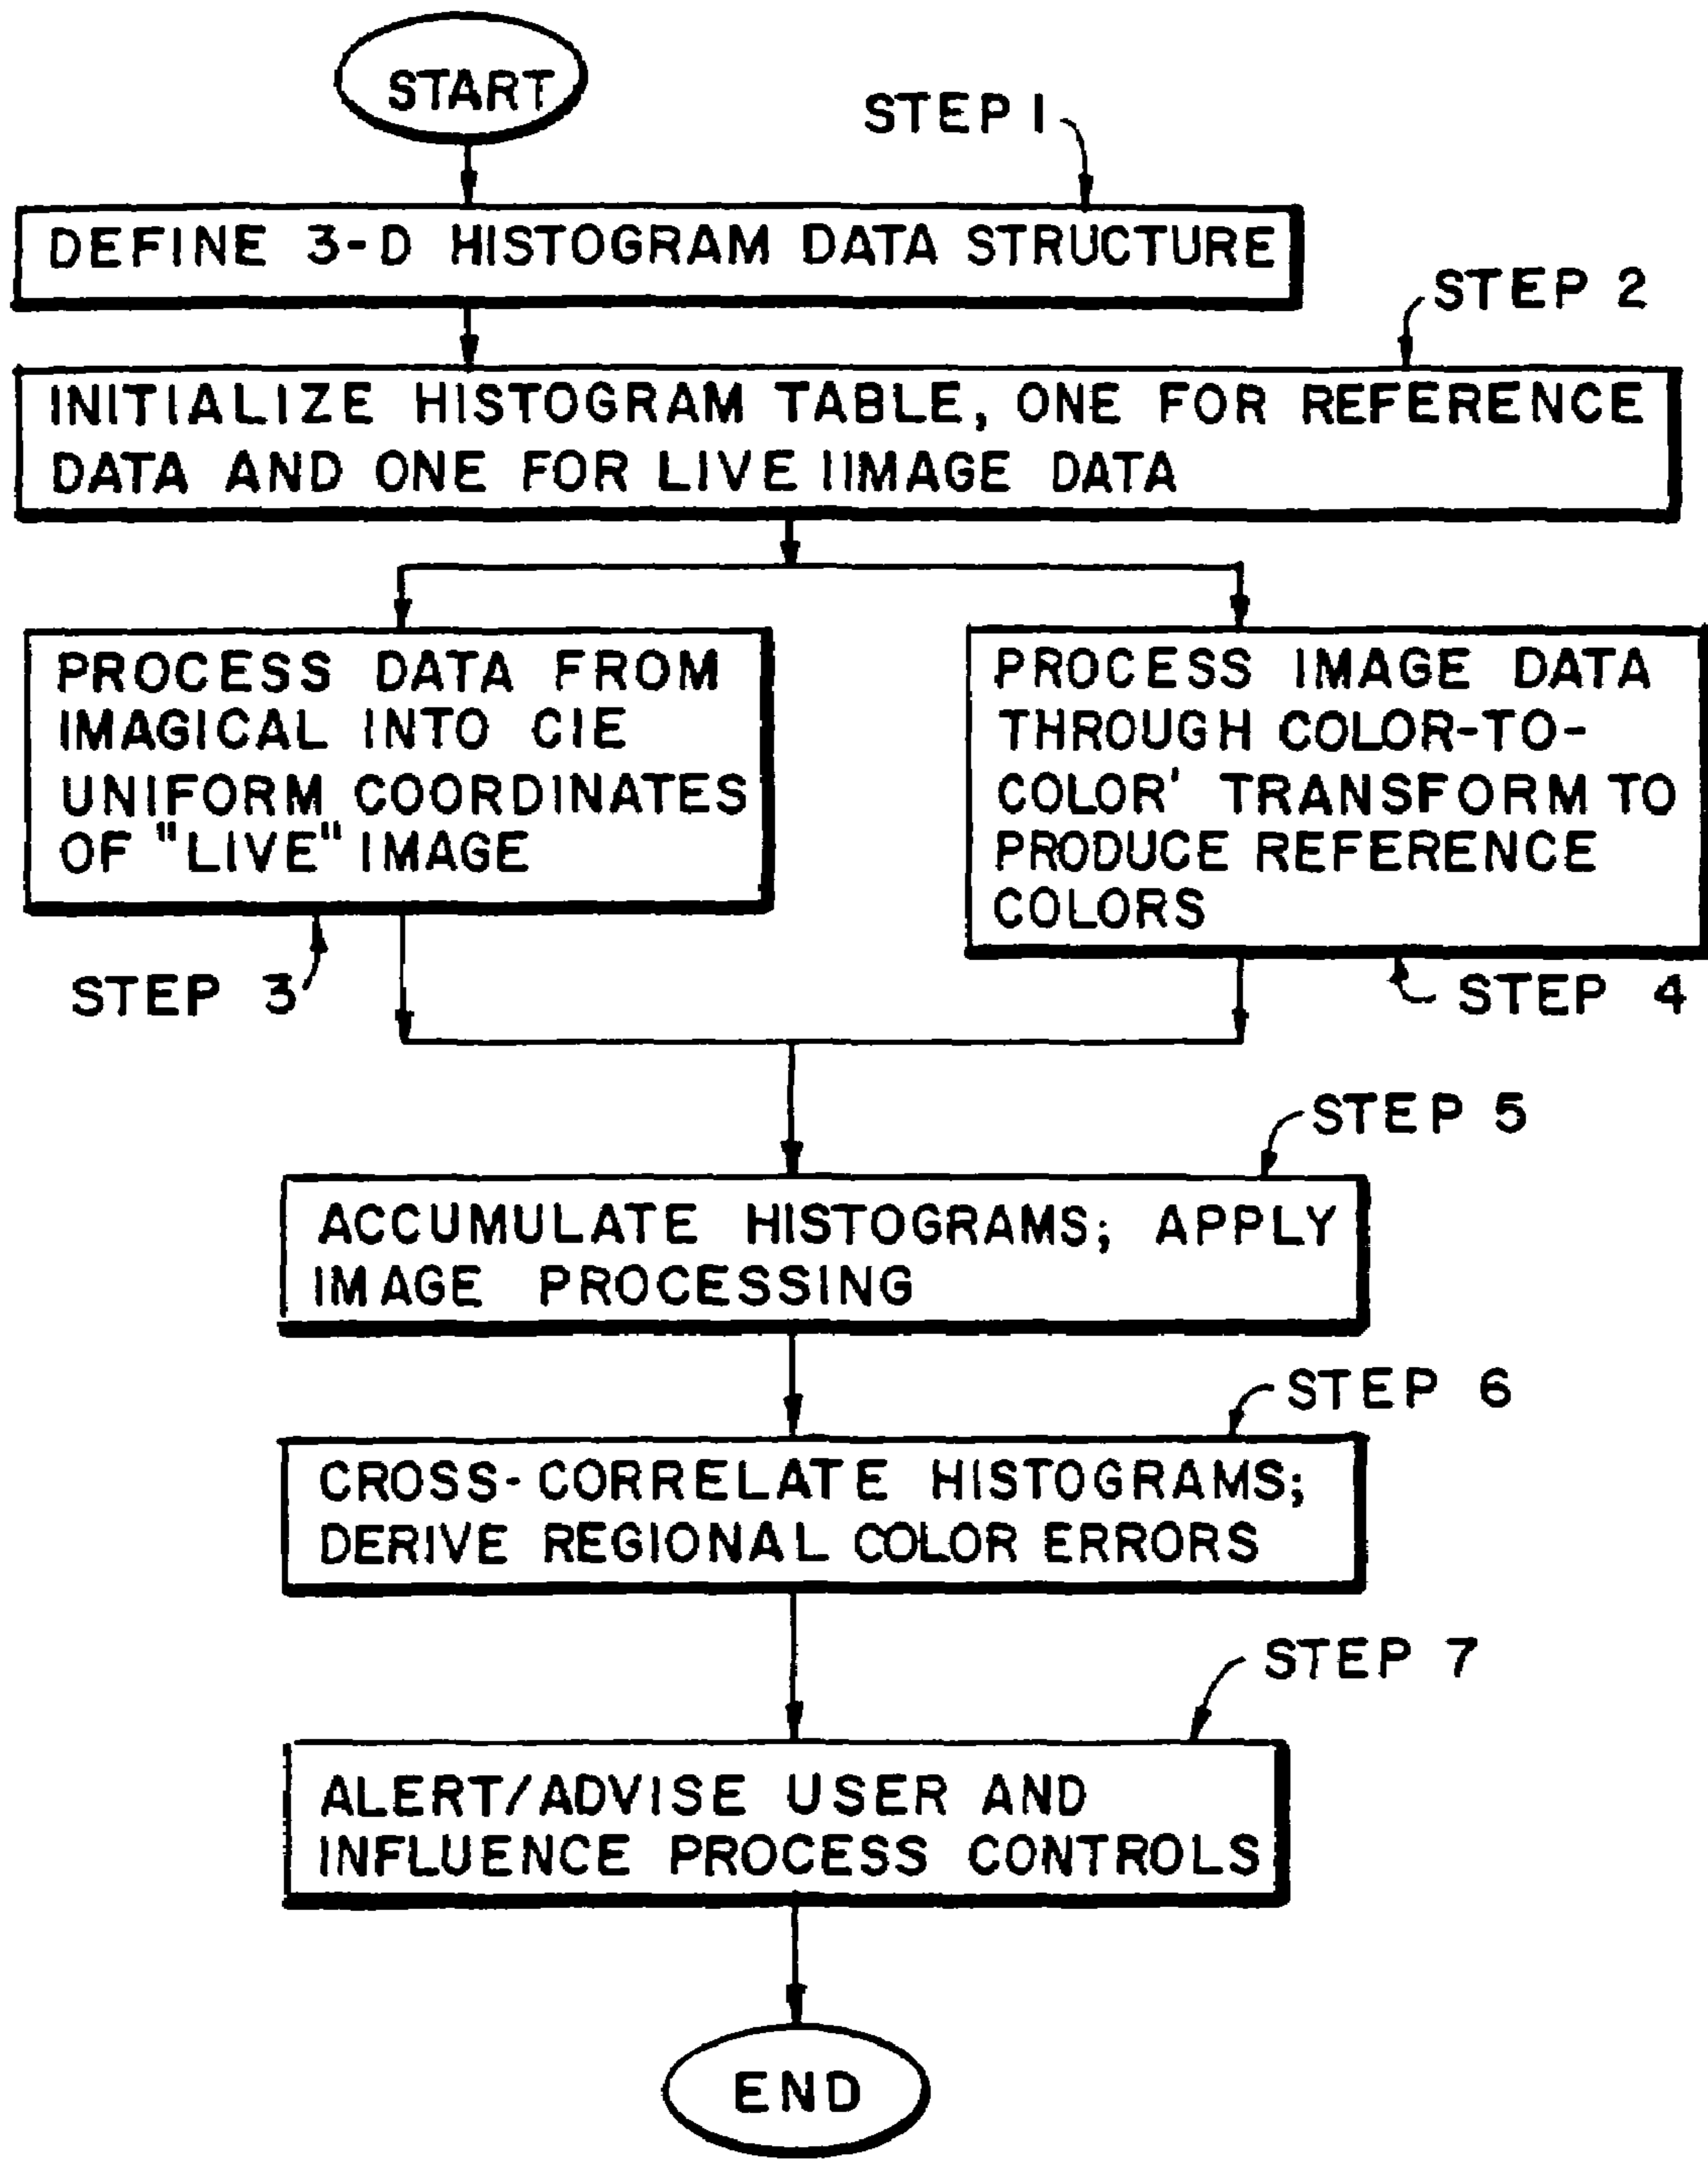 START
STEP 1
DEFINE 3-D HISTOGRAM DATA STRUCTURE
STEP 2
INITIALIZE HISTOGRAM TABLE, ONE FOR REFERENCE
DATA AND ONE FOR LIVE IIMAGE DATA
PROCESS DATA FROM
IMAGICAL INTO CIE
UNIFORM COORDINATES
OF "LIVE" IMAGE
STEP 3
PROCESS IMAGE DATA
THROUGH COLOR-TO-
COLOR' TRANSFORM TO
PRODUCE REFERENCE
COLORS
STEP 4
STEP 5
ACCUMULATE HISTOGRAMS; APPLY
IMAGE PROCESSING
STEP 6
CROSS-CORRELATE HISTOGRAMS;
DERIVE REGIONAL COLOR ERRORS
STEP 7
ALERT/ADVISE USER AND
INFLUENCE PROCESS CONTROLS
END